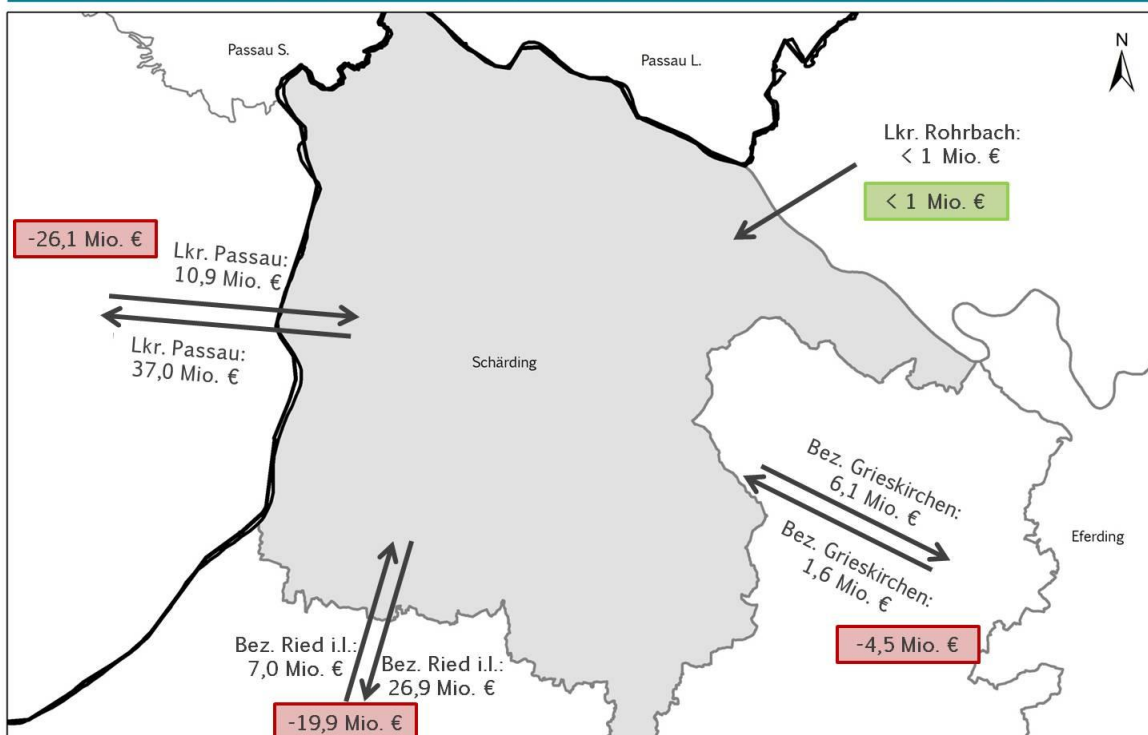 Passau S.
Passau L.
N
Lkr. Rohrbach:
< 1 Mio. €
< 1 Mio. €
-26,1 Mio. €
Lkr. Passau:
10,9 Mio. €
Lkr. Passau:
37,0 Mio. €
Schärding
Bez. Grieskirchen:
6,1 Mio. €
Bez. Grieskirchen:
1,6 Mio. €
Eferding
-4,5 Mio. €
Bez. Ried i.I.:
7,0 Mio. €
Bez. Ried i.I.:
26,9 Mio. €
-19,9 Mio. €